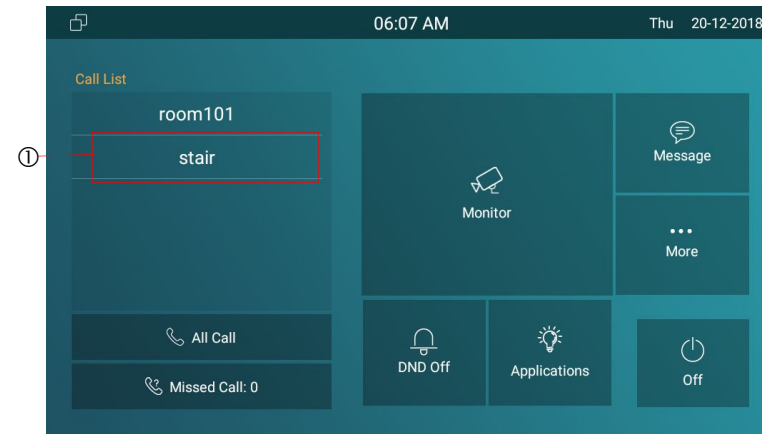 06:07 AM
Thu 20-12-2018
Call List
room101
①
stair
Monitor
Message
More
All Call
Missed Call: 0
DND Off
Applications
Off